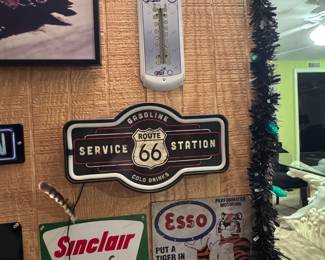 GASOLINE
SERVICE
ROUTE
66
STATION
COLD DRINKS
Sinclair
Esso
PUT A
TIGER IN